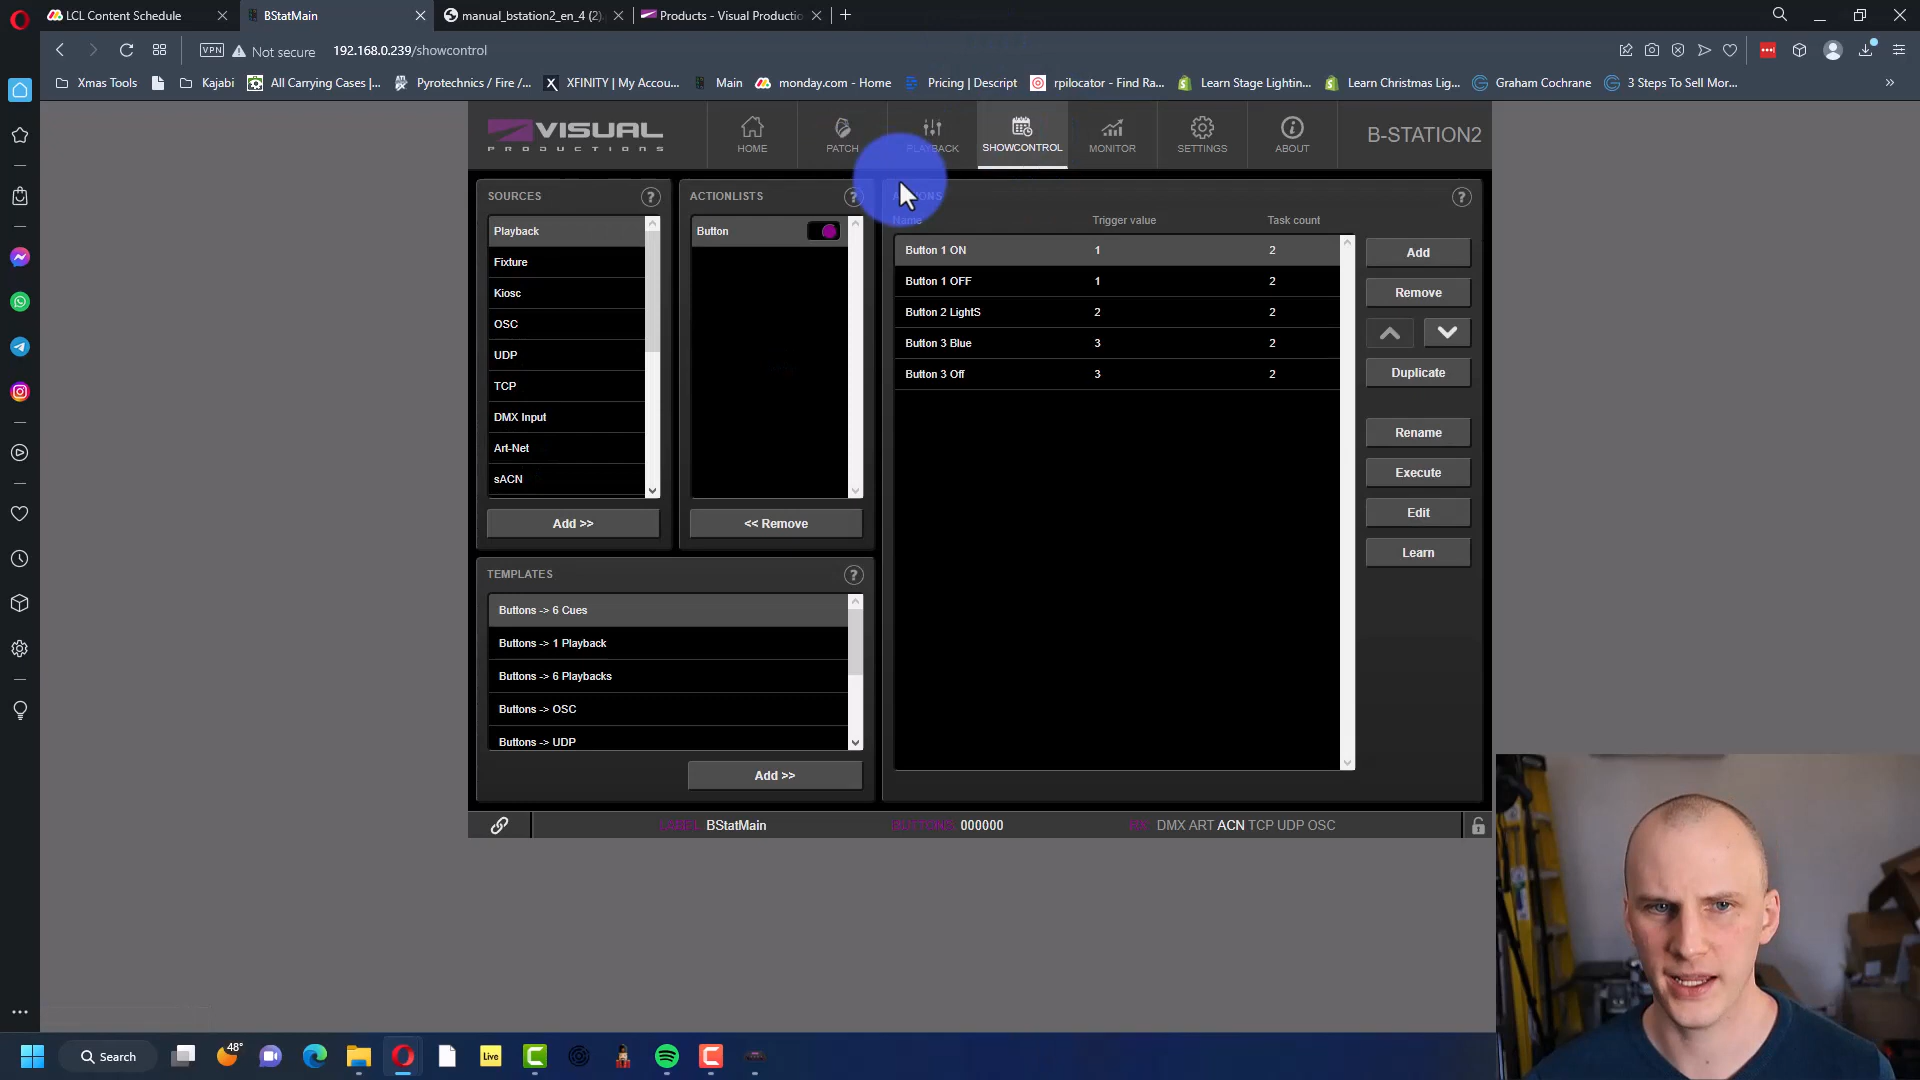 LCL Content Schedule
BStatMain
manual_bstation2_en_4 (2)
Products - Visual Productio
VPN
Not secure
192.168.0.239/showcontrol
Xmas Tools
Kajabi
All Carrying Cases |...
Pyrotechnics / Fire /...
XFINITY | My Accou...
Main
monday.com - Home
Pricing | Descript
rpilocator - Find Ra...
Learn Stage Lightin...
Learn Christmas Lig...
Graham Cochrane
3 Steps To Sell Mor...
VISUAL
PRODUCTIONS
HOME
PATCH
PLAYBACK
SHOWCONTROL
MONITOR
SETTINGS
ABOUT
B-STATION2
SOURCES
Playback
Fixture
Kiosc
OSC
UDP
TCP
DMX Input
Art-Net
sACN
Add >>
ACTIONLISTS
Button
<< Remove
Name Trigger value Task count
Button 1 ON 1 2
Button 1 OFF 1 2
Button 2 LightS 2 2
Button 3 Blue 3 2
Button 3 Off 3 2
Add
Remove
Duplicate
Rename
Execute
Edit
Learn
TEMPLATES
Buttons -> 6 Cues
Buttons -> 1 Playback
Buttons -> 6 Playbacks
Buttons -> OSC
Buttons -> UDP
Add >>
LABEL: BStatMain
BUTTONS: 000000
DMX ART ACN TCP UDP OSC
Search
48°
Live